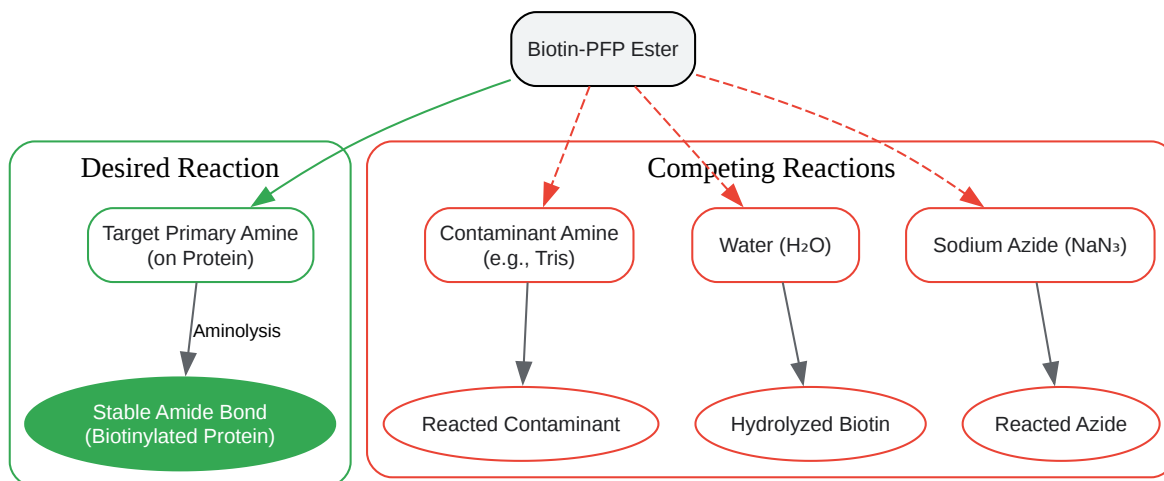 Biotin-PFP Ester
Desired Reaction
Competing Reactions
Target Primary Amine
(on Protein)
Contaminant Amine
(e.g., Tris)
Water (H₂O)
Sodium Azide (NaN₃)
Aminolysis
Stable Amide Bond
(Biotinylated Protein)
Reacted Contaminant
Hydrolyzed Biotin
Reacted Azide